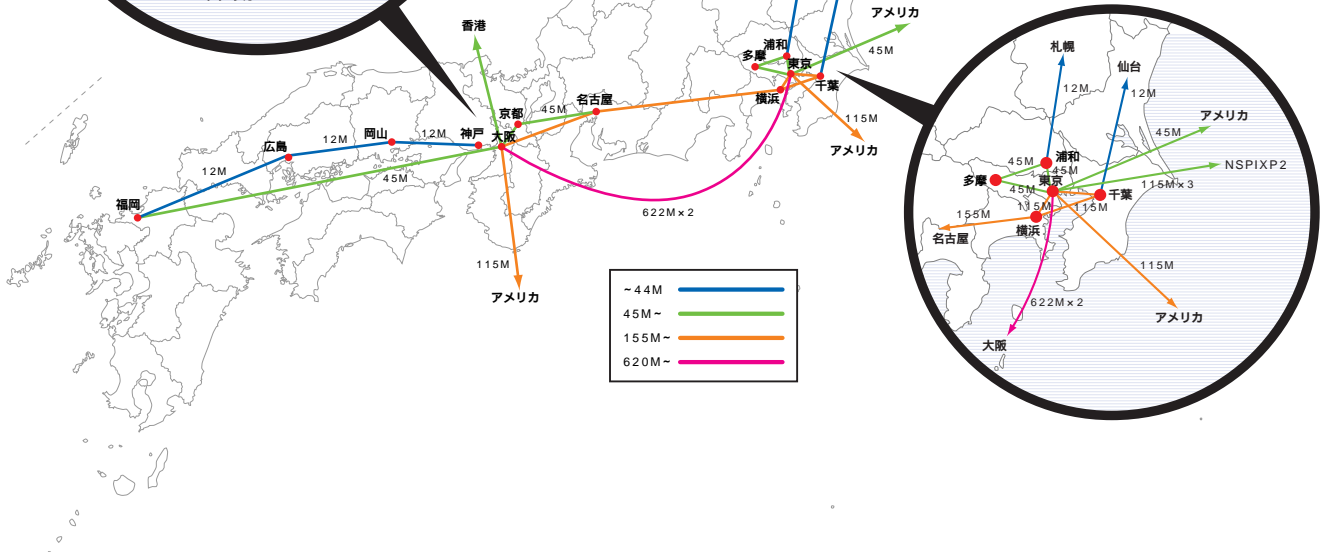 香港
アメリカ
45M
浦和
多摩
東京
千葉
横浜
115M
アメリカ
名古屋
45M
京都
神戸
大阪
12M
岡山
12M
広島
12M
45M
福岡
622M×2
115M
アメリカ
~44M
45M~
155M~
620M~
札幌
仙台
12M
12M
アメリカ
45M
NSPIXP2
115M×3
浦和
45M
45M
多摩
東京
45M
千葉
115M
115M
155M
横浜
名古屋
115M
622M×2
アメリカ
大阪